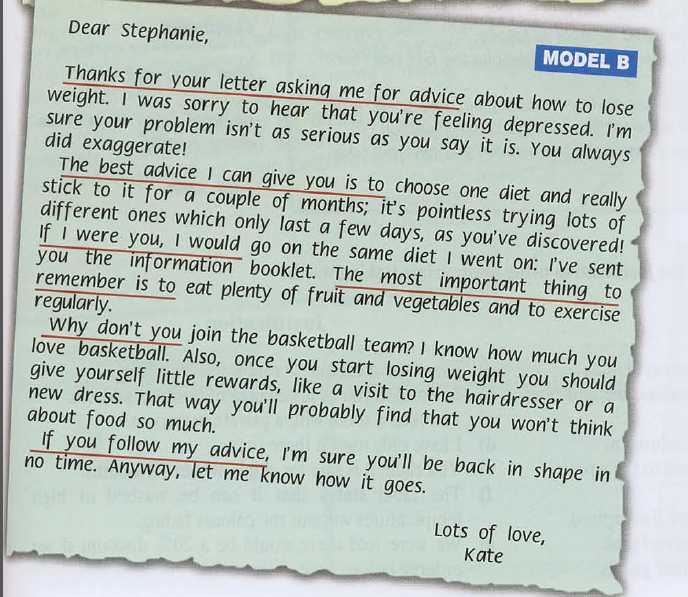 Dear Stephanie,
MODEL B
Thanks for your letter asking me for advice about how to lose
weight. I was sorry to hear that you're feeling depressed. I'm
sure your problem isn't as serious as you say it is. You always
did exaggerate!
The best advice I can give you is to choose one diet and really
stick to it for a couple of months; it's pointless trying lots of
different ones which only last a few days, as you've discovered!
If I were you, I would go on the same diet I went on: I've sent
you the information booklet. The most important thing to
remember is to eat plenty of fruit and vegetables and to exercise
regularly.
Why don't you join the basketball team? I know how much you
love basketball. Also, once you start losing weight you should
give yourself little rewards, like a visit to the hairdresser or a
new dress. That way you'll probably find that you won't think
about food so much.
If you follow my advice, I'm sure you'll be back in shape in
no time. Anyway, let me know how it goes.
Lots of love,
Kate